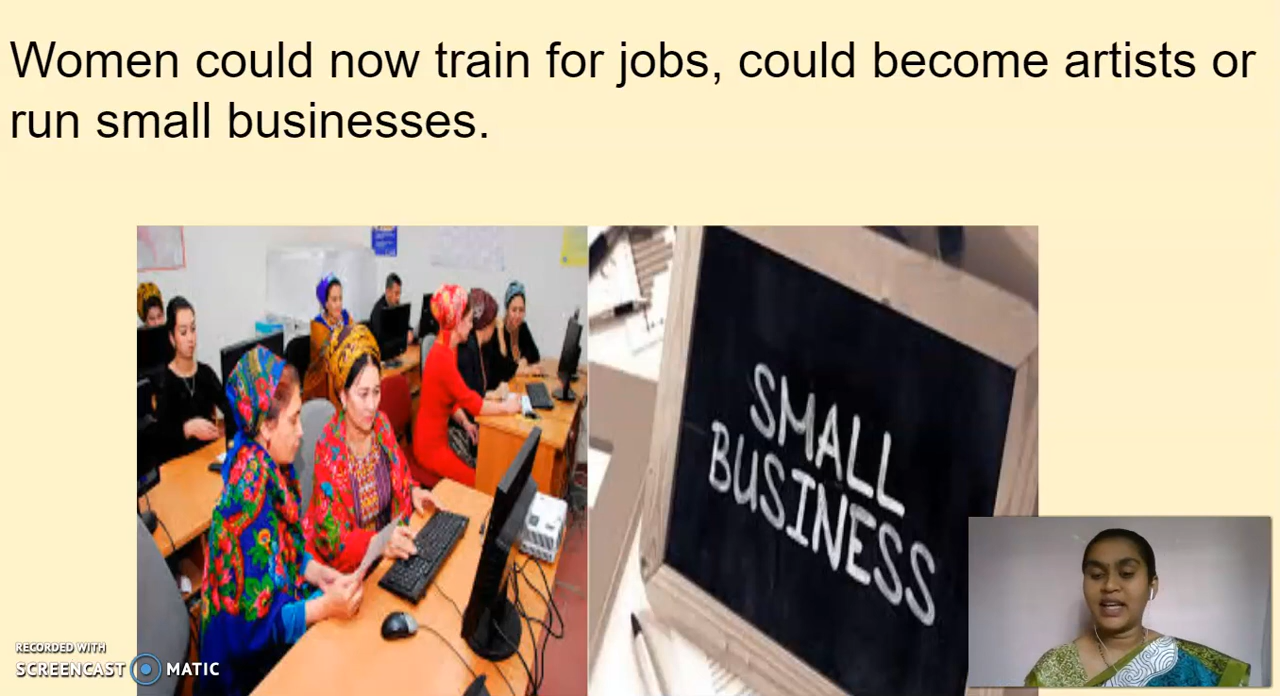 Women could now train for jobs, could become artists or
run small businesses.
SMALL
BUSINESS
RECORDED WITH
SCREENCAST MATIC